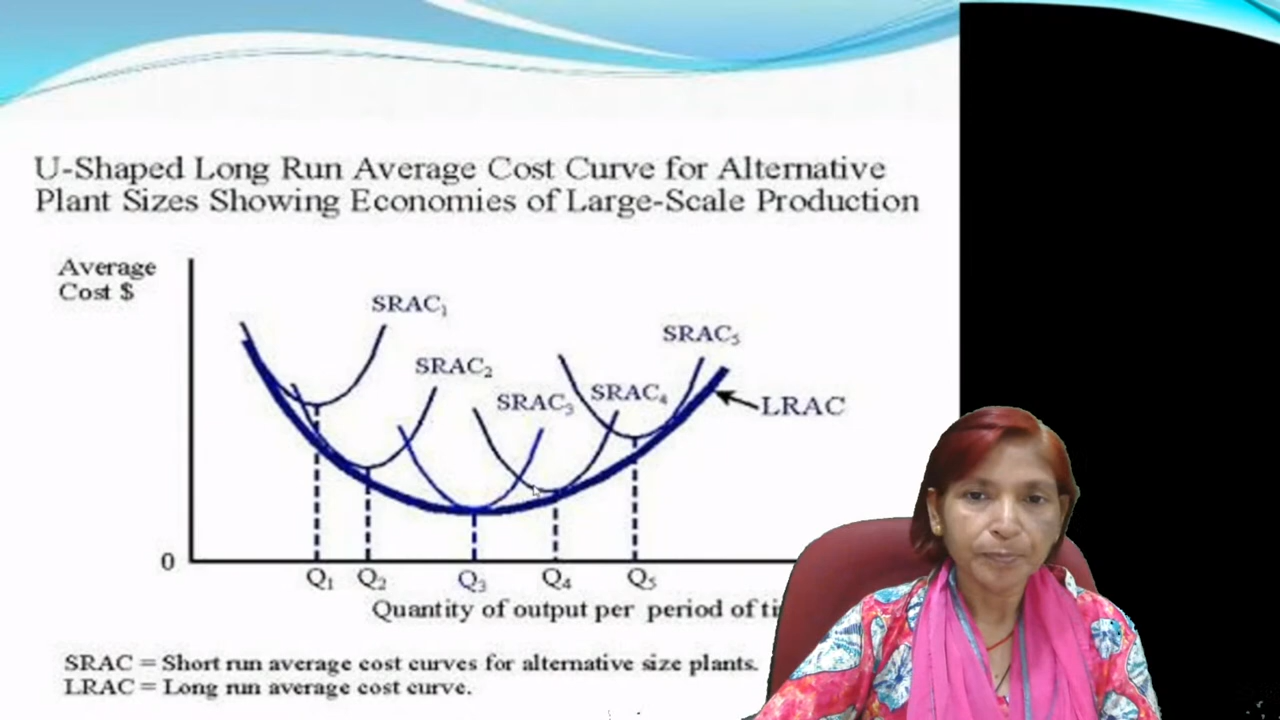 U-Shaped Long Run Average Cost Curve for Alternative
Plant Sizes Showing Economies of Large-Scale Production
Average
Cost $
SRAC₁
SRAC₂
SRAC₃
SRAC₄
SRAC₅
LRAC
0
Q₁ Q₂ Q₃ Q₄ Q₅
Quantity of output per period of
SRAC = Short run average cost curves for alternative size plants.
LRAC = Long run average cost curve.